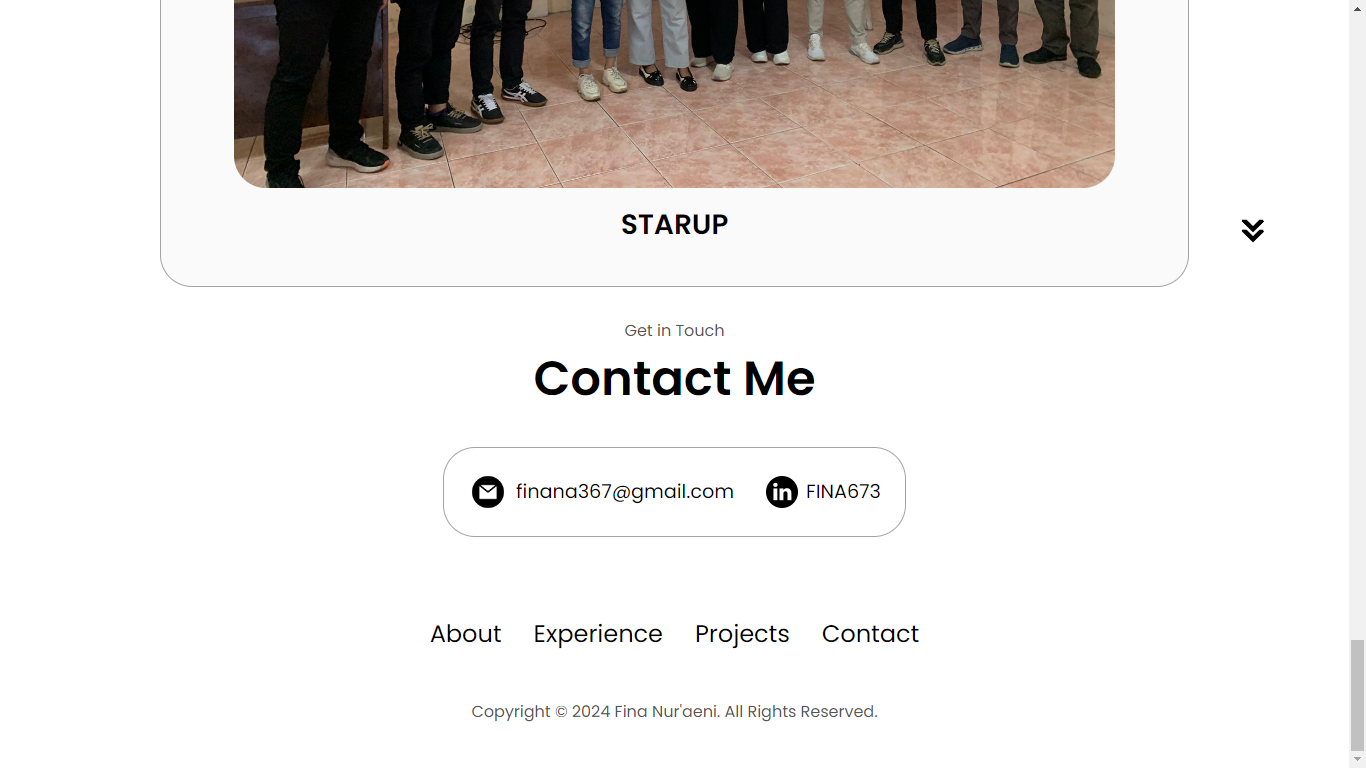 STARUP
Get in Touch
Contact Me
finana367@gmail.com FINA673
About Experience Projects Contact
Copyright © 2024 Fina Nur'aeni. All Rights Reserved.